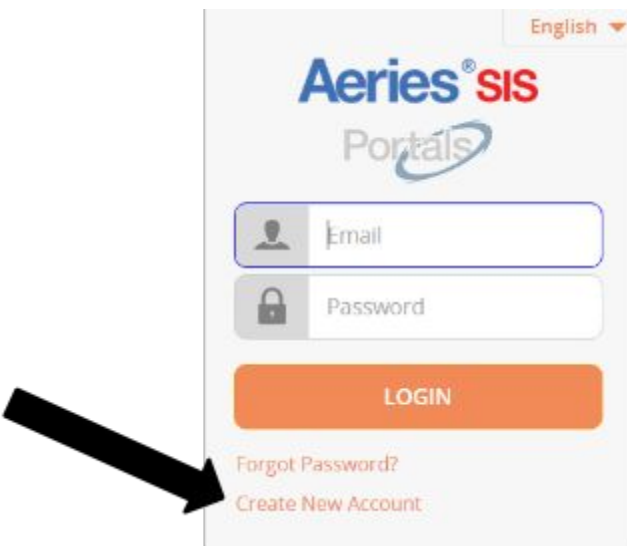 English
Aeries® SIS
Portals
Email
Password
LOGIN
Forgot Password?
Create New Account